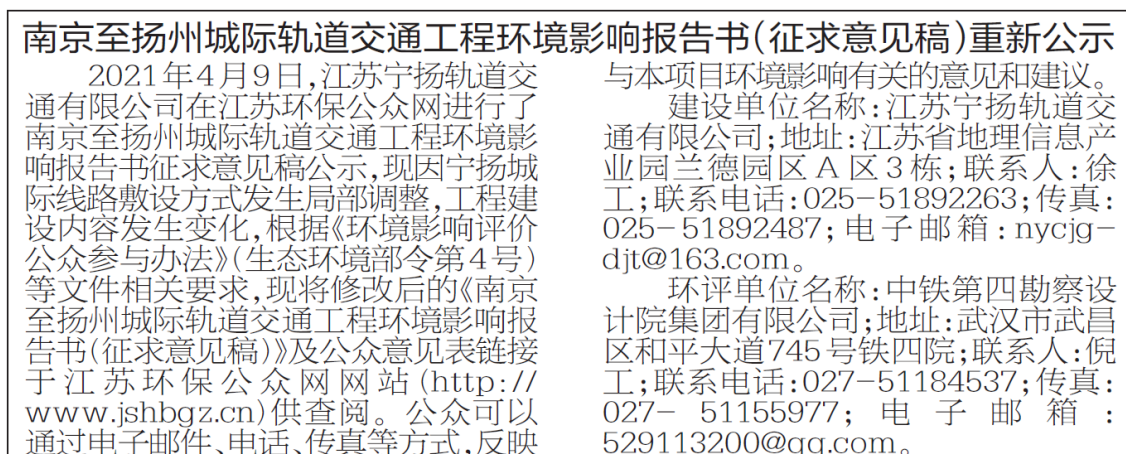 南京至扬州城际轨道交通工程环境影响报告书(征求意见稿)重新公示
2021年4月9日,江苏宁扬轨道交
通有限公司在江苏环保公众网进行了
南京至扬州城际轨道交通工程环境影
响报告书征求意见稿公示,现因宁扬城
际线路敷设方式发生局部调整,工程建
设内容发生变化,根据《环境影响评价
公众参与办法》(生态环境部令第4号)
等文件相关要求,现将修改后的《南京
至扬州城际轨道交通工程环境影响报
告书(征求意见稿)》及公众意见表链接
于江苏环保公众网网站(http://
www.jshbgz.cn)供查阅。公众可以
通过电子邮件、电话、传真等方式,反映
与本项目环境影响有关的意见和建议。
建设单位名称:江苏宁扬轨道交
通有限公司;地址:江苏省地理信息产
业园兰德园区A区3栋;联系人:徐
工;联系电话:025-51892263;传真:
025-51892487;电子邮箱:nycjg-
djt@163.com。
环评单位名称:中铁第四勘察设
计院集团有限公司;地址:武汉市武昌
区和平大道745号铁四院;联系人:倪
工;联系电话:027-51184537;传真:
027- 51155977;电子邮箱:
529113200@qq.com。